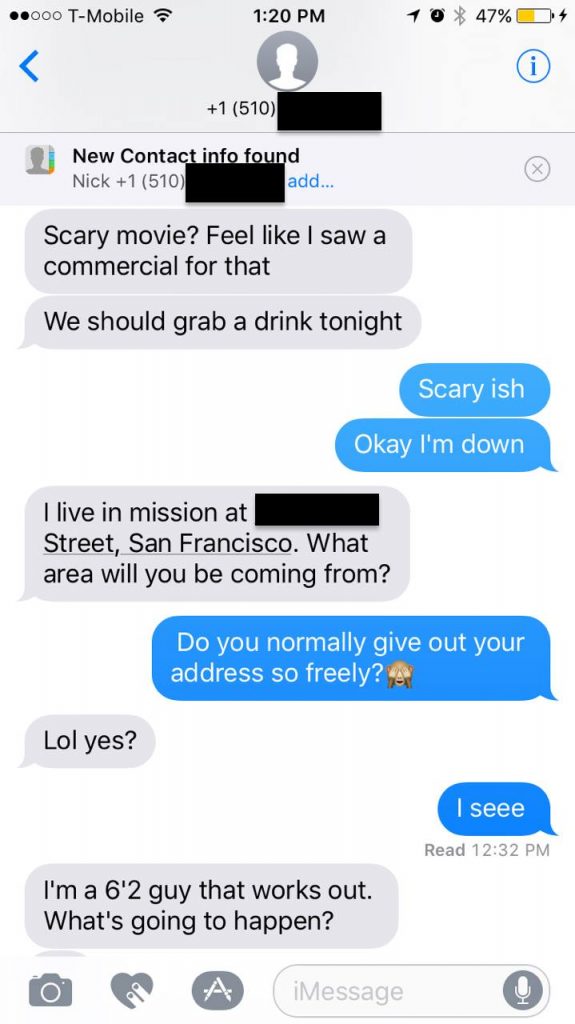 T-Mobile 1:20 PM 47%
+1 (510)
New Contact info found
Nick +1 (510) add...
Scary movie? Feel like I saw a
commercial for that
We should grab a drink tonight
Scary ish
Okay I'm down
I live in mission at
Street, San Francisco. What
area will you be coming from?
Do you normally give out your
address so freely?🙈
Lol yes?
I seee
Read 12:32 PM
I'm a 6'2 guy that works out.
What's going to happen?
iMessage